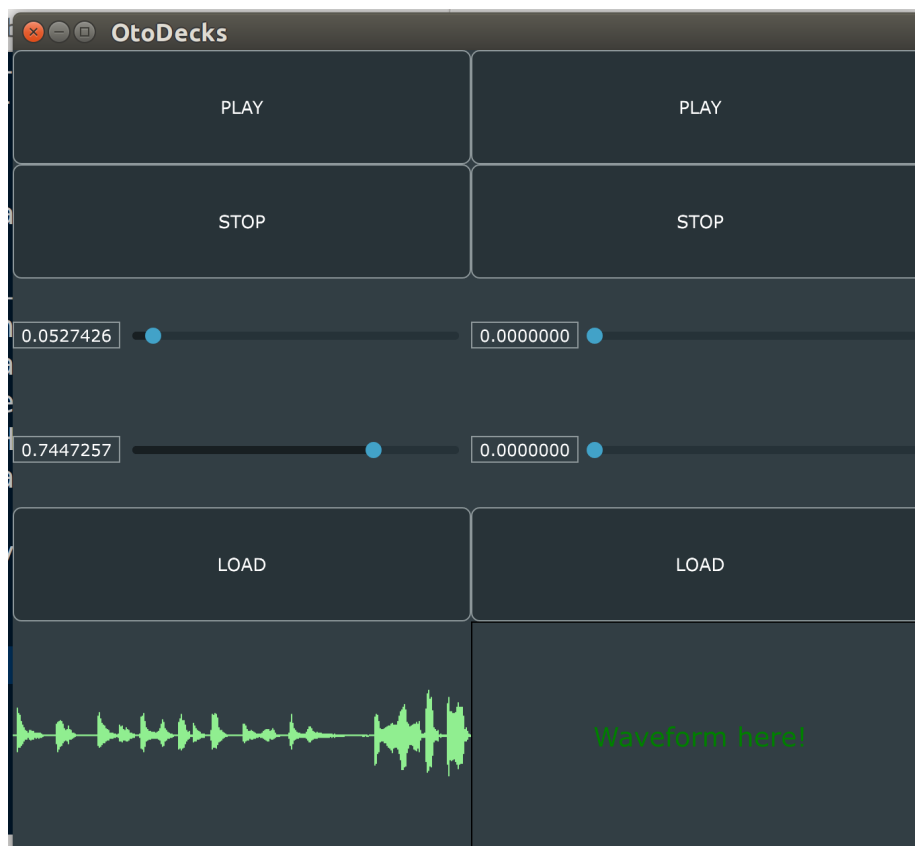 OtoDecks
PLAY PLAY
STOP STOP
0.0527426 0.0000000
0.7447257 0.0000000
LOAD LOAD
Waveform here!